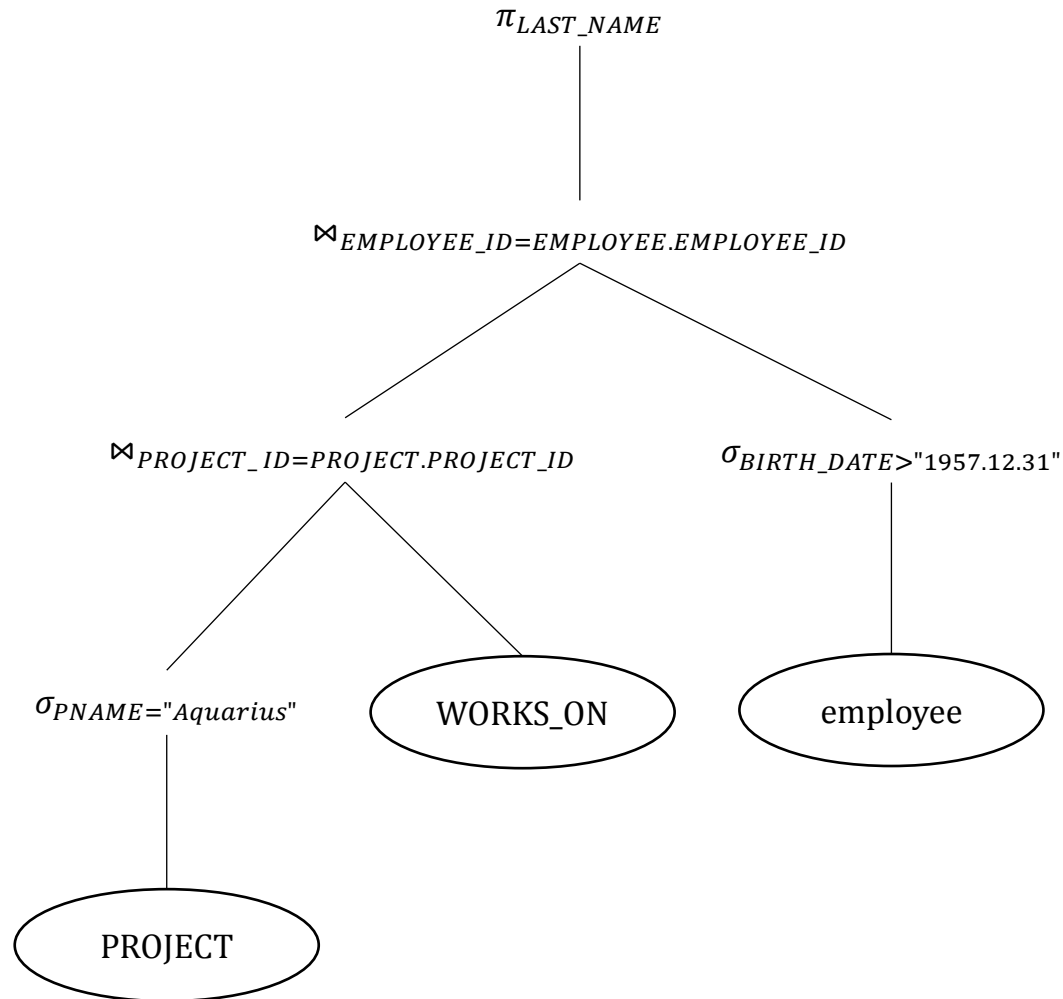 π_LAST_NAME
⋈_EMPLOYEE_ID=EMPLOYEE.EMPLOYEE_ID
⋈_PROJECT_ID=PROJECT.PROJECT_ID
σ_BIRTH_DATE>"1957.12.31"
σ_PNAME="Aquarius"
WORKS_ON
employee
PROJECT